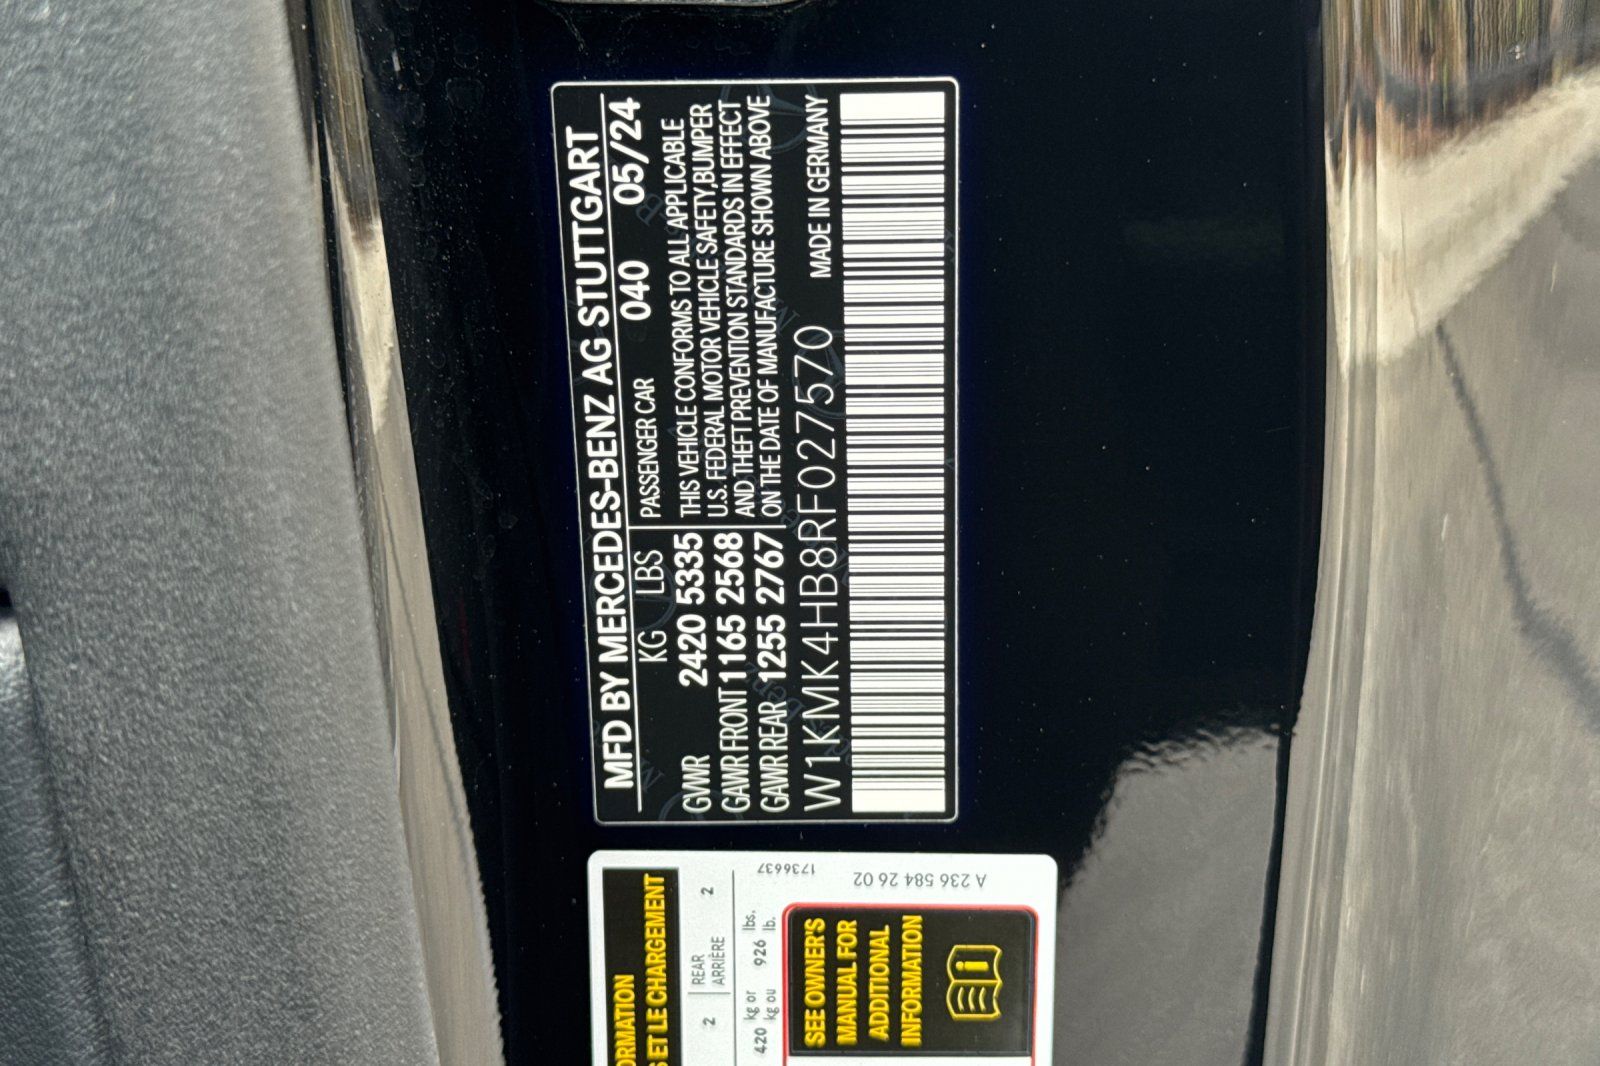 MFD BY MERCEDES-BENZ AG STUTTGART
KG LBS
GVWR 2420 5335
GAWR FRONT 1165 2568
GAWR REAR 1255 2767
PASSENGER CAR 040 05/24
THIS VEHICLE CONFORMS TO ALL APPLICABLE
U.S. FEDERAL MOTOR VEHICLE SAFETY,BUMPER
AND THEFT PREVENTION STANDARDS IN EFFECT
ON THE DATE OF MANUFACTURE SHOWN ABOVE
W1KMK4HB8RF027570 MADE IN GERMANY
ORMATION
S ET LE CHARGEMENT
2 REAR 2
ARRIÈRE
420 kg or 926 lbs.
kg ou lb.
1736637
A 236 584 26 02
SEE OWNER'S
MANUAL FOR
ADDITIONAL
INFORMATION